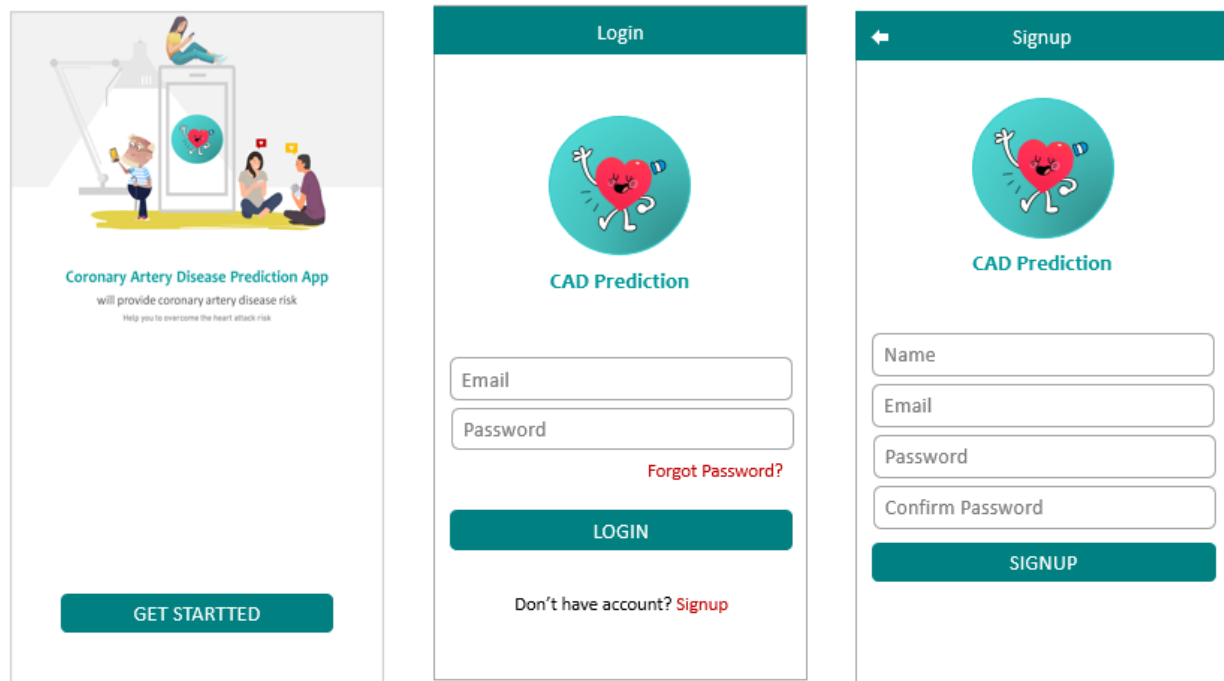 Coronary Artery Disease Prediction App
will provide coronary artery disease risk
Help you to overcome the heart attack risk
GET STARTTED
Login
CAD Prediction
Email
Password
Forgot Password?
LOGIN
Don't have account? Signup
Signup
CAD Prediction
Name
Email
Password
Confirm Password
SIGNUP